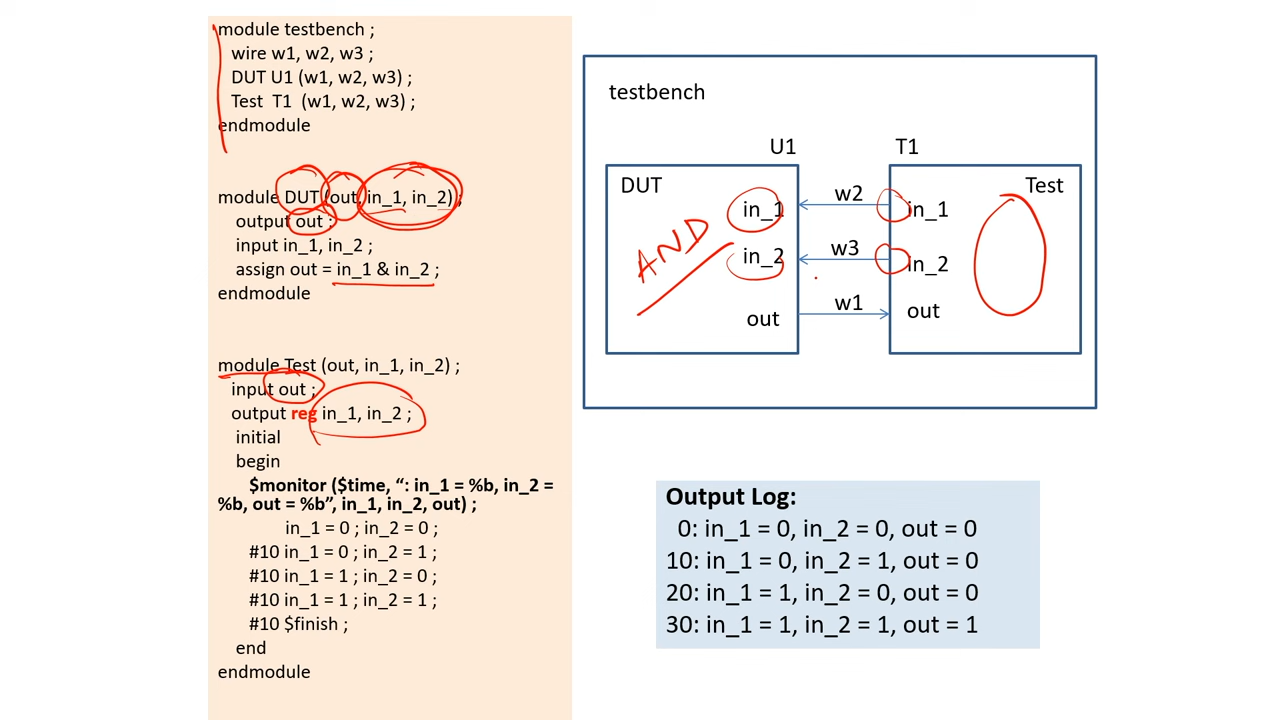 module testbench ;
wire w1, w2, w3 ;
DUT U1 (w1, w2, w3) ;
Test T1 (w1, w2, w3) ;
endmodule
module DUT (out, in_1, in_2) ;
output out ;
input in_1, in_2 ;
assign out = in_1 & in_2 ;
endmodule
module Test (out, in_1, in_2) ;
input out ;
output reg in_1, in_2 ;
initial
begin
$monitor ($time, “: in_1 = %b, in_2 =
%b, out = %b”, in_1, in_2, out) ;
in_1 = 0 ; in_2 = 0 ;
#10 in_1 = 0 ; in_2 = 1 ;
#10 in_1 = 1 ; in_2 = 0 ;
#10 in_1 = 1 ; in_2 = 1 ;
#10 $finish ;
end
endmodule
testbench
U1 T1
DUT Test
in_1 w2 in_1
AND
in_2 w3 in_2
out w1 out
Output Log:
0: in_1 = 0, in_2 = 0, out = 0
10: in_1 = 0, in_2 = 1, out = 0
20: in_1 = 1, in_2 = 0, out = 0
30: in_1 = 1, in_2 = 1, out = 1